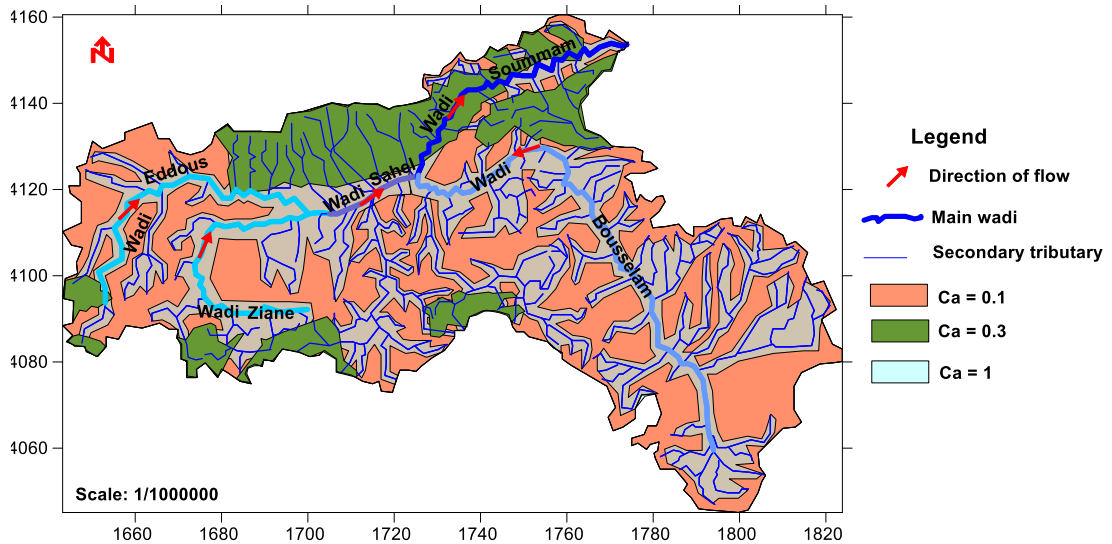 4160
4140
4120
4100
4080
4060
1660
1680
1700
1720
1740
1760
1780
1800
1820
N
Wadi Soummam
Wadi Eddous
Wadi Sahel
Wadi Bousselam
Wadi Ziane
Scale: 1/1000000
Legend
Direction of flow
Main wadi
Secondary tributary
Ca = 0.1
Ca = 0.3
Ca = 1